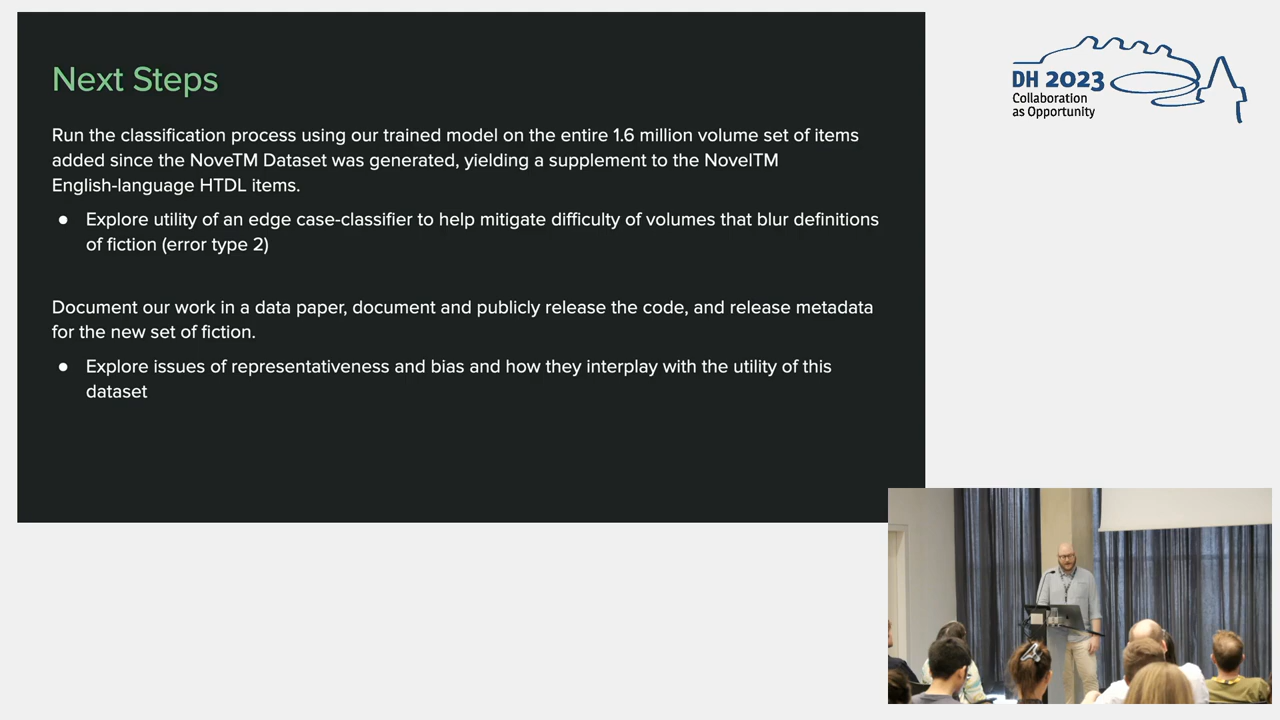 Next Steps
Run the classification process using our trained model on the entire 1.6 million volume set of items
added since the NoveTM Dataset was generated, yielding a supplement to the NovelTM
English-language HTDL items.
● Explore utility of an edge case-classifier to help mitigate difficulty of volumes that blur definitions
of fiction (error type 2)
Document our work in a data paper, document and publicly release the code, and release metadata
for the new set of fiction.
● Explore issues of representativeness and bias and how they interplay with the utility of this
dataset
DH 2023
Collaboration
as Opportunity